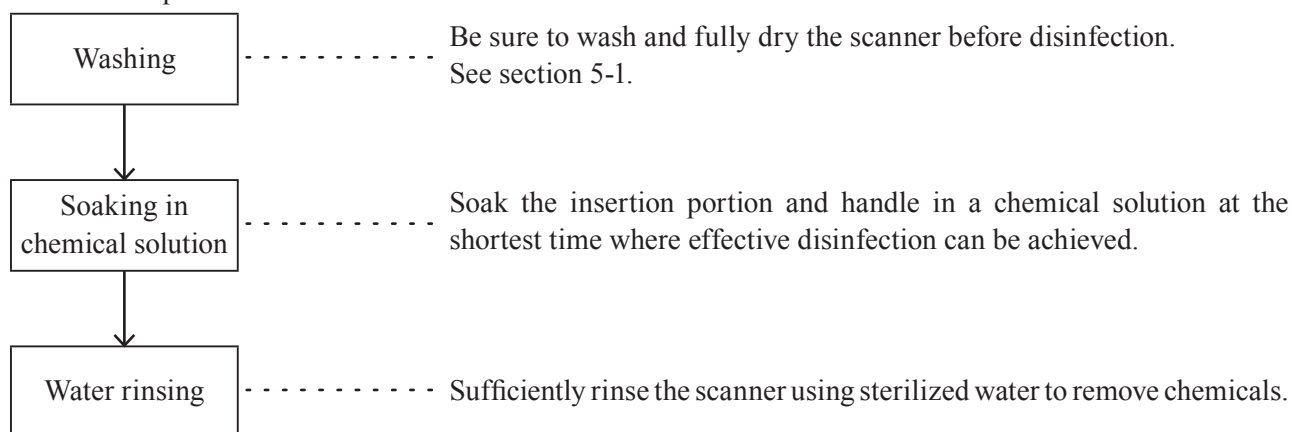 Washing
Be sure to wash and fully dry the scanner before disinfection.
See section 5-1.
Soaking in
chemical solution
Soak the insertion portion and handle in a chemical solution at the
shortest time where effective disinfection can be achieved.
Water rinsing
Sufficiently rinse the scanner using sterilized water to remove chemicals.